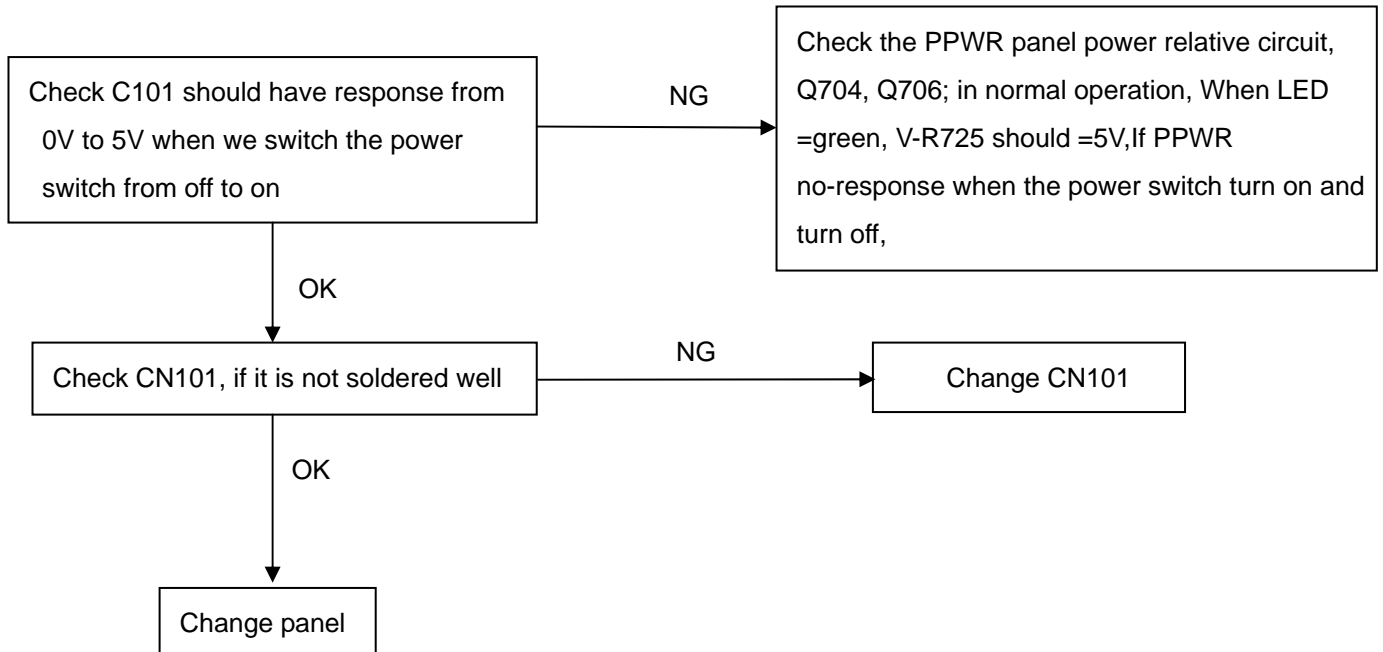 Check C101 should have response from
0V to 5V when we switch the power
switch from off to on
NG
Check the PPWR panel power relative circuit,
Q704, Q706; in normal operation, When LED
=green, V-R725 should =5V,If PPWR
no-response when the power switch turn on and
turn off,
OK
Check CN101, if it is not soldered well
NG
Change CN101
OK
Change panel